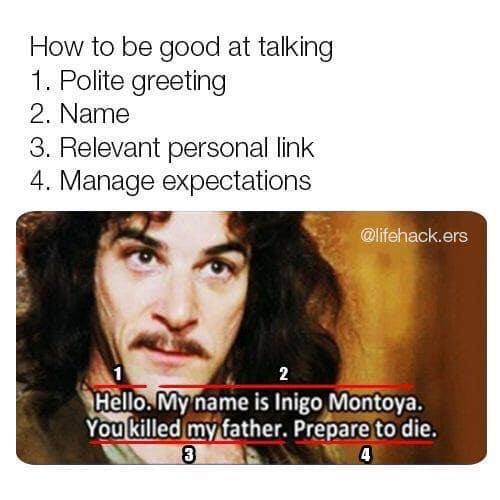 How to be good at talking
1. Polite greeting
2. Name
3. Relevant personal link
4. Manage expectations
@lifehack.ers
1 2
Hello. My name is Inigo Montoya.
You killed my father. Prepare to die.
3 4